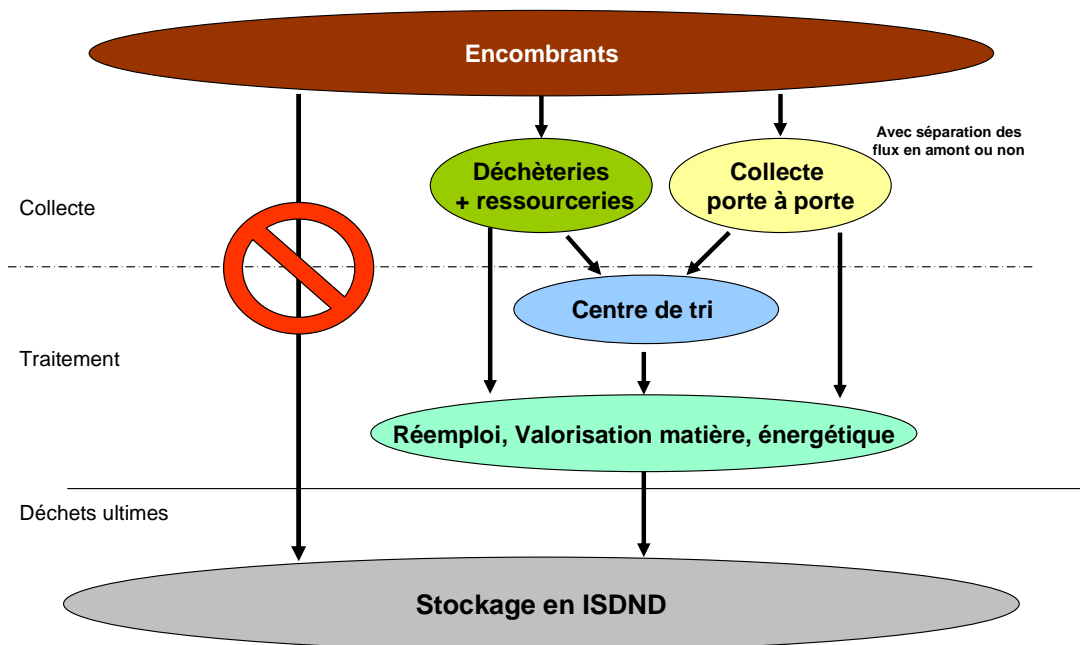 Encombrants
Avec séparation des
flux en amont ou non
Déchèteries
+ ressourceries
Collecte
porte à porte
Collecte
Centre de tri
Traitement
Réemploi, Valorisation matière, énergétique
Déchets ultimes
Stockage en ISDND